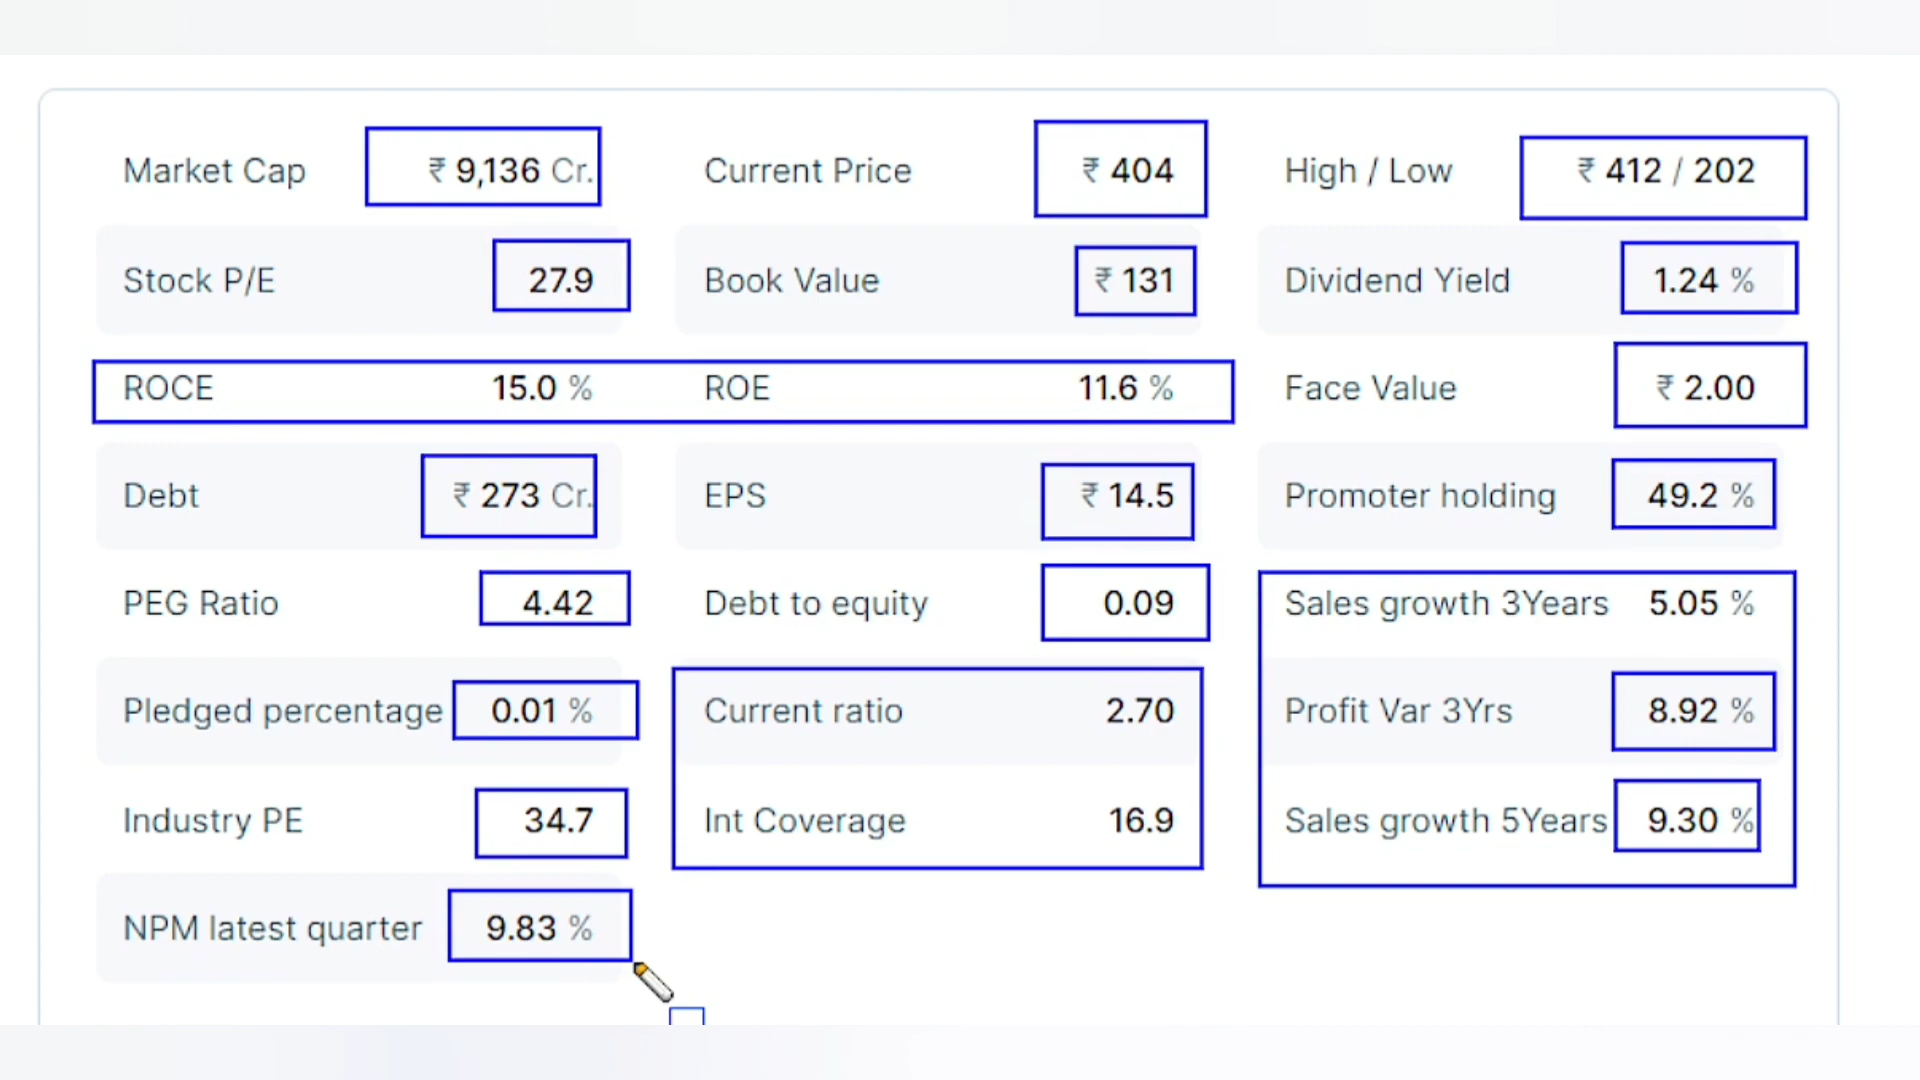 Market Cap ₹ 9,136 Cr. Current Price ₹ 404 High / Low ₹ 412 / 202
Stock P/E 27.9 Book Value ₹ 131 Dividend Yield 1.24 %
ROCE 15.0 % ROE 11.6 % Face Value ₹ 2.00
Debt ₹ 273 Cr. EPS ₹ 14.5 Promoter holding 49.2 %
PEG Ratio 4.42 Debt to equity 0.09 Sales growth 3Years 5.05 %
Pledged percentage 0.01 % Current ratio 2.70 Profit Var 3Yrs 8.92 %
Industry PE 34.7 Int Coverage 16.9 Sales growth 5Years 9.30 %
NPM latest quarter 9.83 %